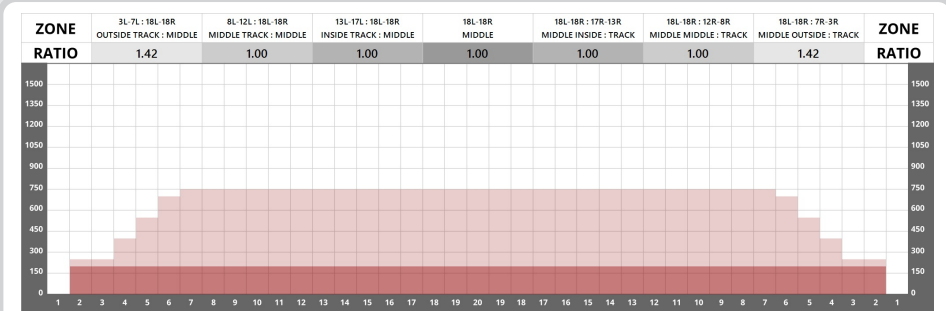 ZONE 3L-7L : 18L-18R 8L-12L : 18L-18R 13L-17L : 18L-18R 18L-18R 18L-18R : 17R-13R 18L-18R : 12R-8R 18L-18R : 7R-3R ZONE
OUTSIDE TRACK : MIDDLE MIDDLE TRACK : MIDDLE INSIDE TRACK : MIDDLE MIDDLE MIDDLE INSIDE : TRACK MIDDLE MIDDLE : TRACK MIDDLE OUTSIDE : TRACK
RATIO 1.42 1.00 1.00 1.00 1.00 1.00 1.42 RATIO
1500 1500
1350 1350
1200 1200
1050 1050
900 900
750 750
600 600
450 450
300 300
150 150
0 0
1 2 3 4 5 6 7 8 9 10 11 12 13 14 15 16 17 18 19 20 19 18 17 15 14 13 12 11 10 9 8 7 6 5 4 3 2 1